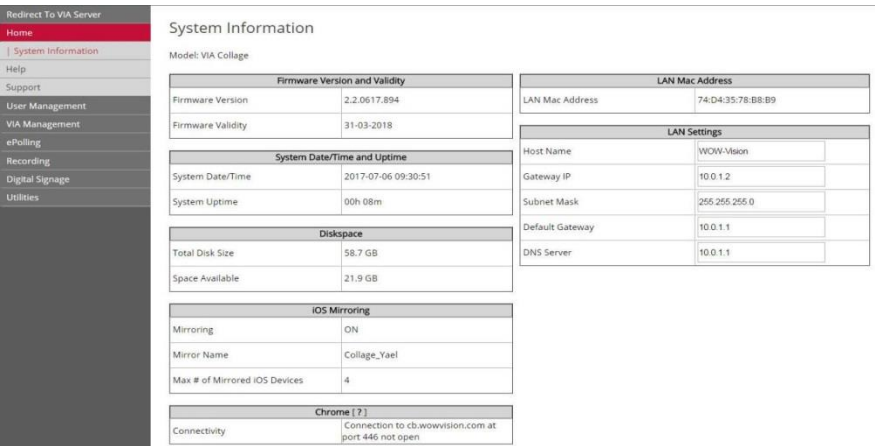 Redirect To VIA Server
Home
| System Information
Help
Support
User Management
VIA Management
ePolling
Recording
Digital Signage
Utilities
System Information
Model: VIA Collage
Firmware Version and Validity
Firmware Version 2.2.0617.894
Firmware Validity 31-03-2018
System Date/Time and Uptime
System Date/Time 2017-07-06 09:30:51
System Uptime 00h 08m
Diskspace
Total Disk Size 58.7 GB
Space Available 21.9 GB
iOS Mirroring
Mirroring ON
Mirror Name Collage_Yael
Max # of Mirrored iOS Devices 4
Chrome [ ? ]
Connectivity Connection to cb.wowvision.com at
port 446 not open
LAN Mac Address
LAN Mac Address 74:D4:35:78:B8:B9
LAN Settings
Host Name WOW-Vision
Gateway IP 10.0.1.2
Subnet Mask 255.255.255.0
Default Gateway 10.0.1.1
DNS Server 10.0.1.1